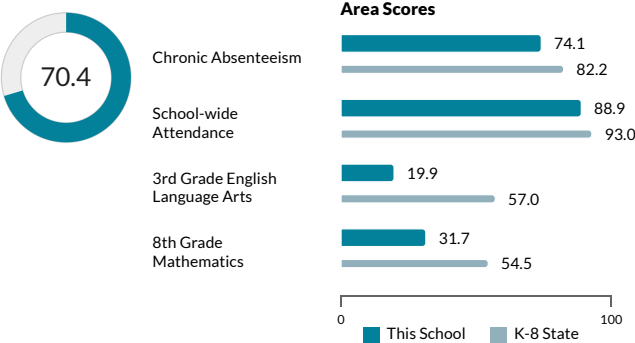 Area Scores
70.4
Chronic Absenteeism
74.1
82.2
School-wide
Attendance
88.9
93.0
3rd Grade English
Language Arts
19.9
57.0
8th Grade
Mathematics
31.7
54.5
0
100
This School
K-8 State